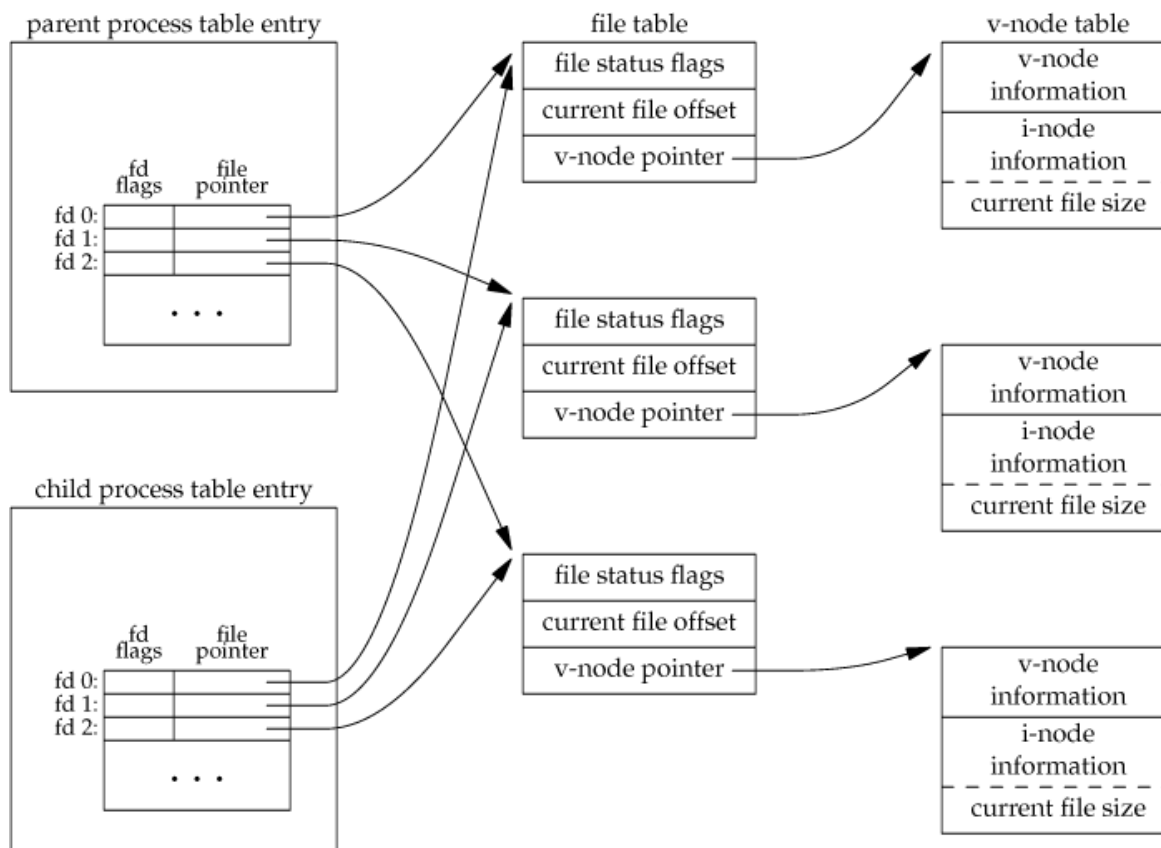 parent process table entry
fd flags
file pointer
fd 0:
fd 1:
fd 2:
. . .
child process table entry
fd flags
file pointer
fd 0:
fd 1:
fd 2:
. . .
file table
file status flags
current file offset
v-node pointer
file status flags
current file offset
v-node pointer
file status flags
current file offset
v-node pointer
v-node table
v-node
information
i-node
information
current file size
v-node
information
i-node
information
current file size
v-node
information
i-node
information
current file size